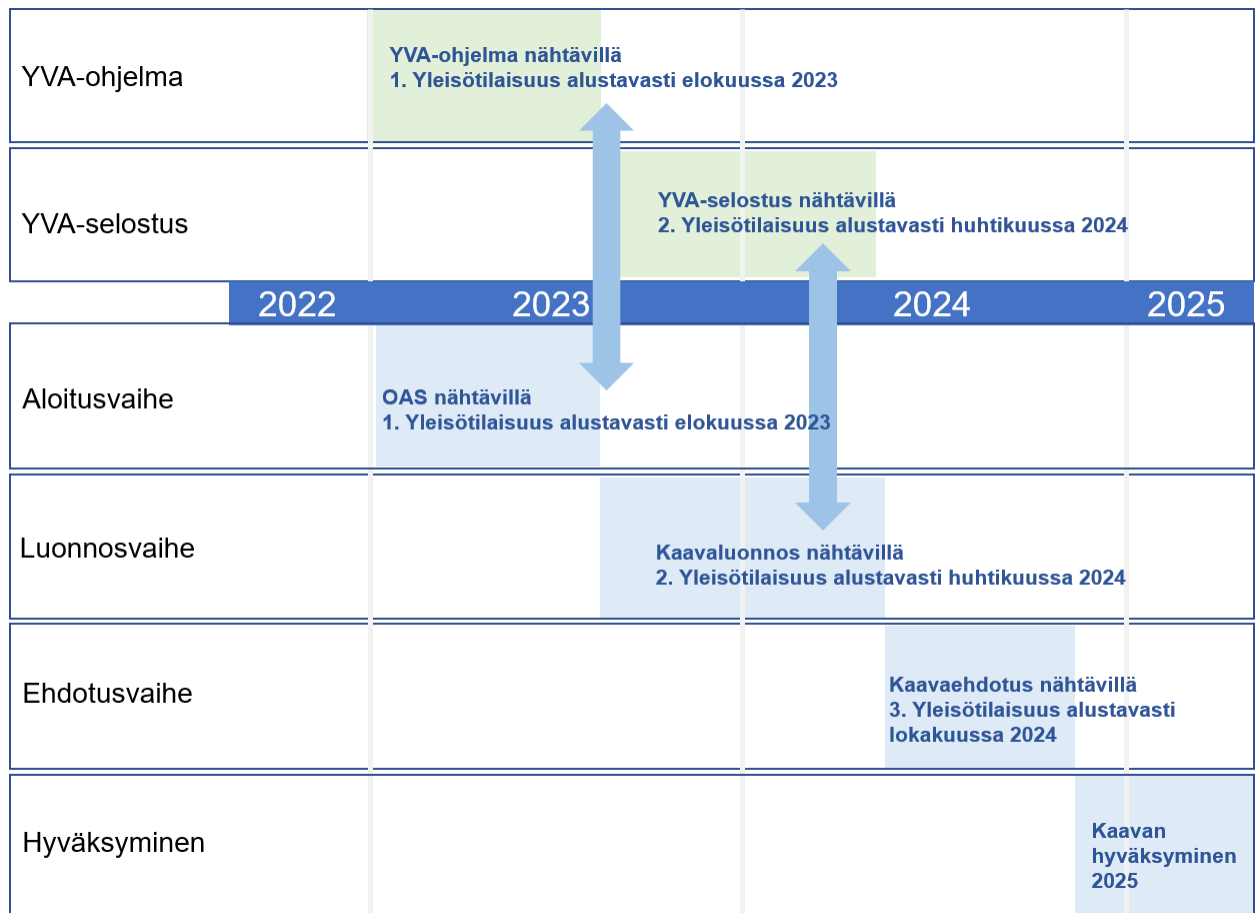 YVA-ohjelma
YVA-ohjelma nähtävillä
1. Yleisötilaisuus alustavasti elokuussa 2023
YVA-selostus
YVA-selostus nähtävillä
2. Yleisötilaisuus alustavasti huhtikuussa 2024
2022 2023 2024 2025
Aloitusvaihe
OAS nähtävillä
1. Yleisötilaisuus alustavasti elokuussa 2023
Luonnosvaihe
Kaavaluonnos nähtävillä
2. Yleisötilaisuus alustavasti huhtikuussa 2024
Ehdotusvaihe
Kaavaehdotus nähtävillä
3. Yleisötilaisuus alustavasti
lokakuussa 2024
Hyväksyminen
Kaavan
hyväksyminen
2025